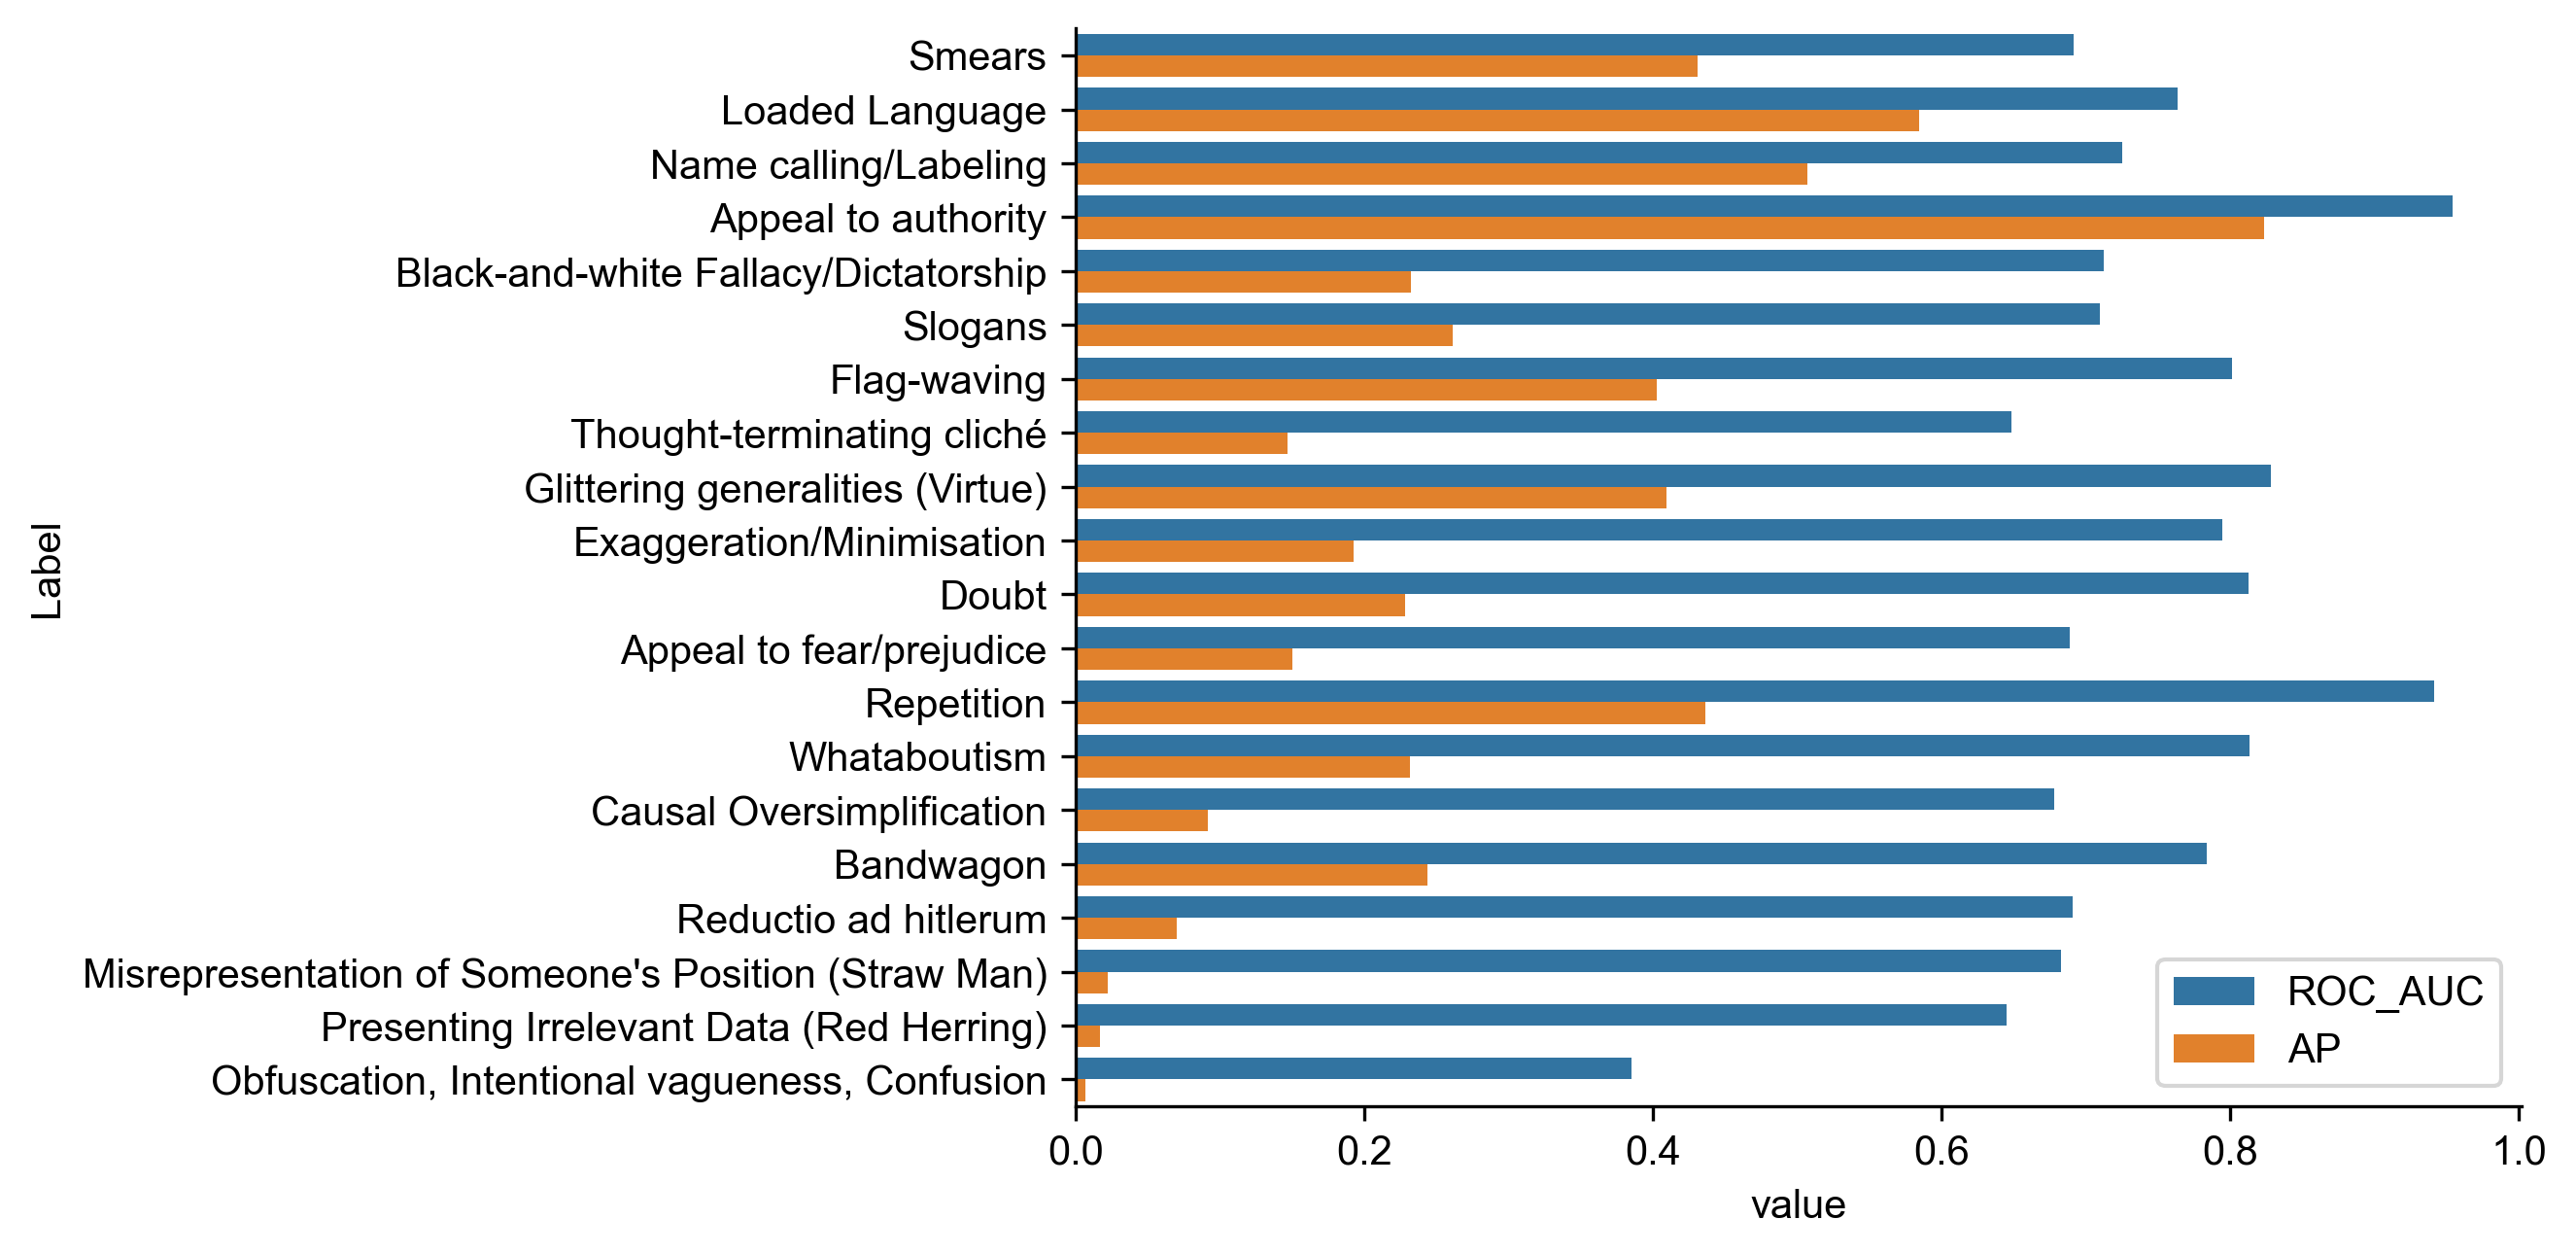 Smears
Loaded Language
Name calling/Labeling
Appeal to authority
Black-and-white Fallacy/Dictatorship
Slogans
Flag-waving
Thought-terminating cliché
Glittering generalities (Virtue)
Exaggeration/Minimisation
Doubt
Appeal to fear/prejudice
Repetition
Whataboutism
Causal Oversimplification
Bandwagon
Reductio ad hitlerum
Misrepresentation of Someone's Position (Straw Man)
Presenting Irrelevant Data (Red Herring)
Obfuscation, Intentional vagueness, Confusion
Label
ROC_AUC
AP
0.0 0.2 0.4 0.6 0.8 1.0
value